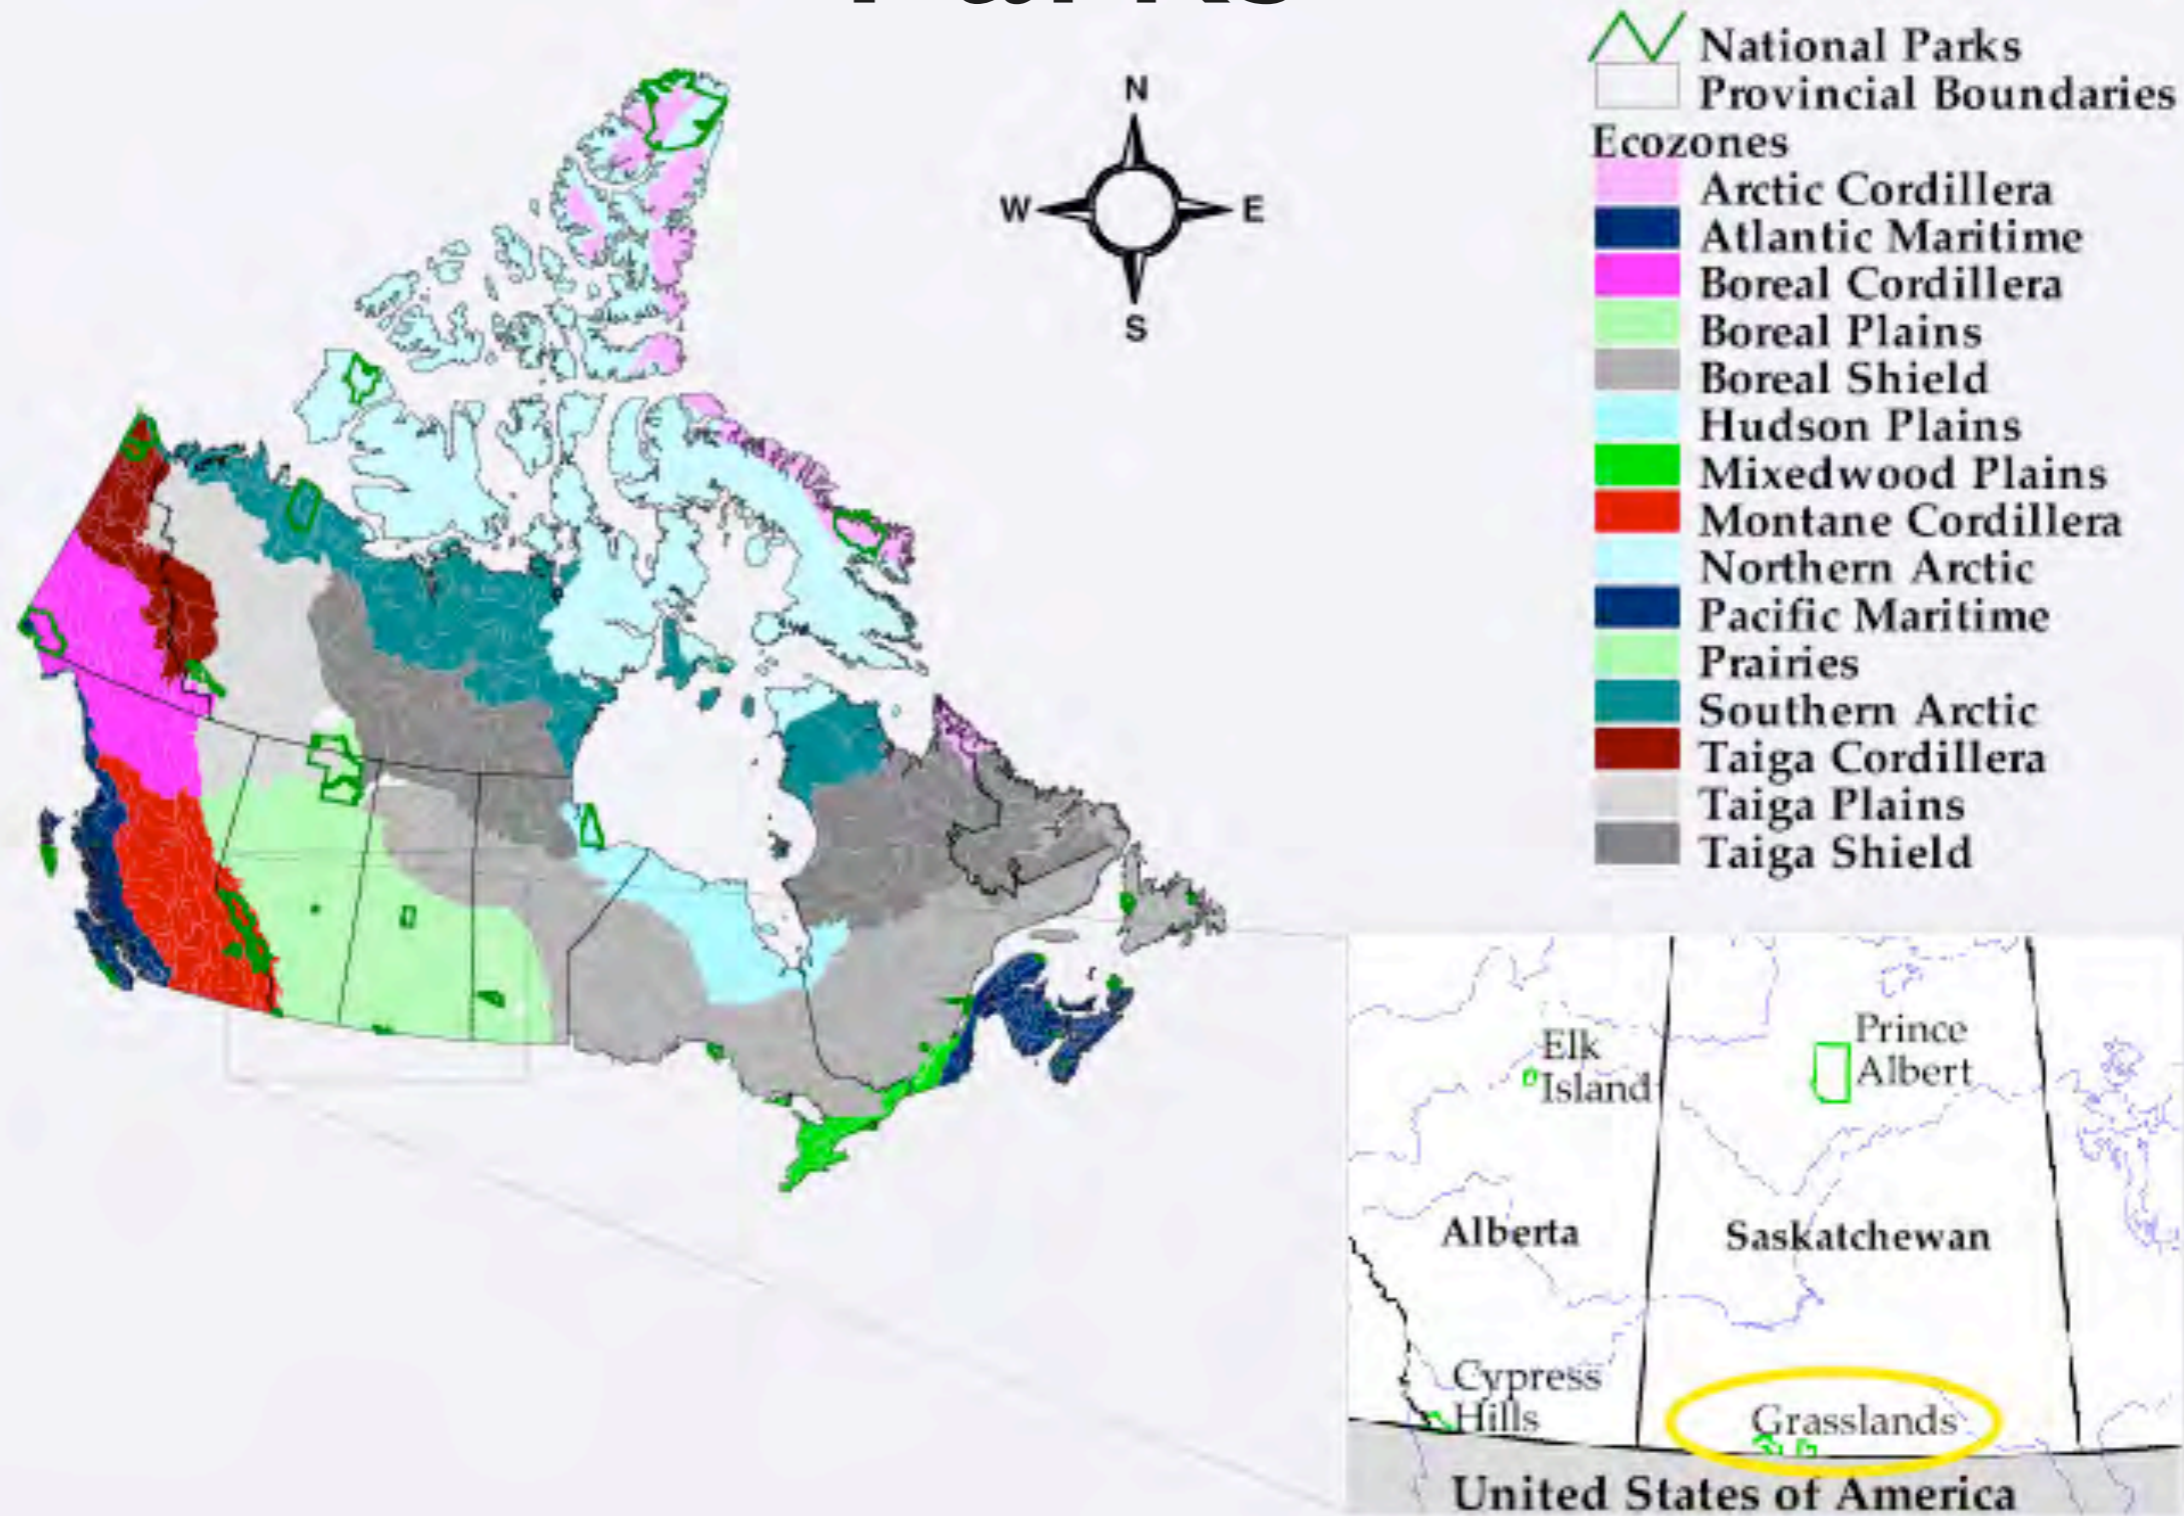 Parks
N
W
E
S
National Parks
Provincial Boundaries
Ecozones
Arctic Cordillera
Atlantic Maritime
Boreal Cordillera
Boreal Plains
Boreal Shield
Hudson Plains
Mixedwood Plains
Montane Cordillera
Northern Arctic
Pacific Maritime
Prairies
Southern Arctic
Taiga Cordillera
Taiga Plains
Taiga Shield
Elk
Island
Prince
Albert
Alberta
Saskatchewan
Cypress
Hills
Grasslands
United States of America